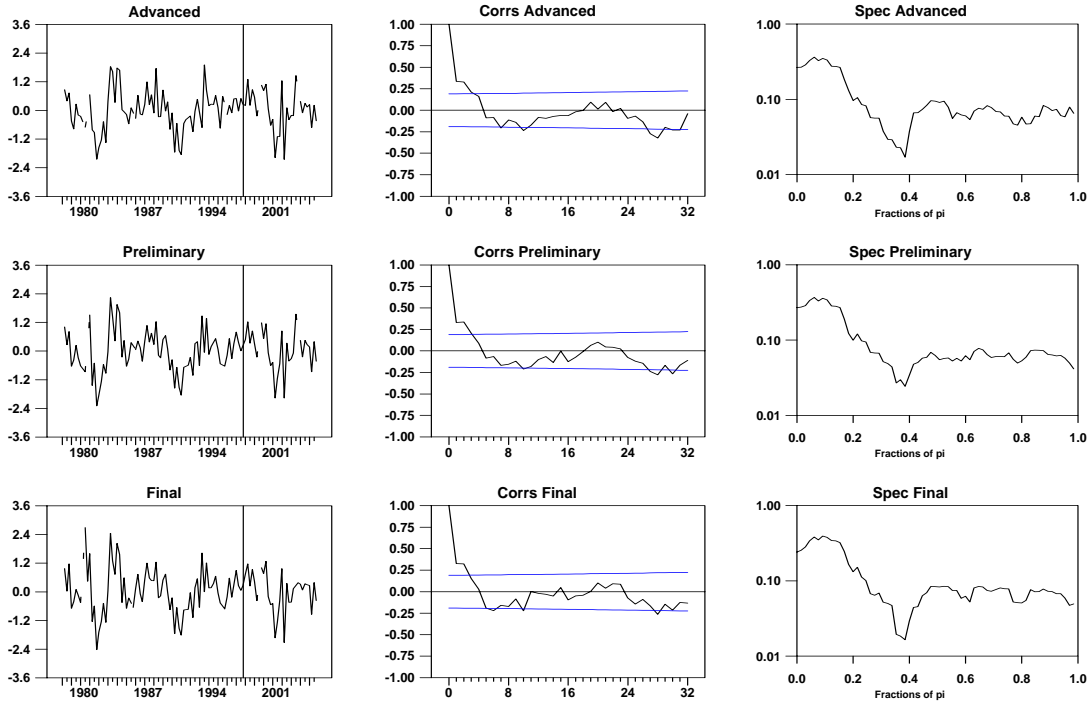 Advanced
3.6
2.4
1.2
0.0
-1.2
-2.4
-3.6
1980 1987 1994 2001
Corrs Advanced
1.00
0.75
0.50
0.25
0.00
-0.25
-0.50
-0.75
-1.00
0 8 16 24 32
Spec Advanced
1.00
0.10
0.01
0.0 0.2 0.4 0.6 0.8 1.0
Fractions of pi
Preliminary
3.6
2.4
1.2
0.0
-1.2
-2.4
-3.6
1980 1987 1994 2001
Corrs Preliminary
1.00
0.75
0.50
0.25
0.00
-0.25
-0.50
-0.75
-1.00
0 8 16 24 32
Spec Preliminary
1.00
0.10
0.01
0.0 0.2 0.4 0.6 0.8 1.0
Fractions of pi
Final
3.6
2.4
1.2
0.0
-1.2
-2.4
-3.6
1980 1987 1994 2001
Corrs Final
1.00
0.75
0.50
0.25
0.00
-0.25
-0.50
-0.75
-1.00
0 8 16 24 32
Spec Final
1.00
0.10
0.01
0.0 0.2 0.4 0.6 0.8 1.0
Fractions of pi